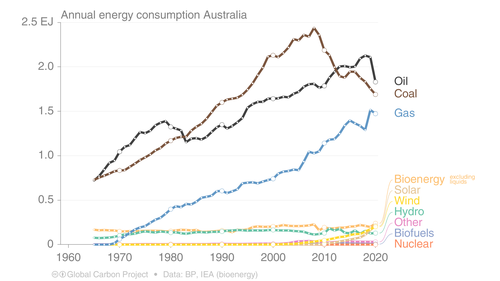 Annual energy consumption Australia
2.5 EJ
2.0
1.5
1.0
0.5
0
1960 1970 1980 1990 2000 2010 2020
Oil
Coal
Gas
Bioenergy excluding liquids
Solar
Wind
Hydro
Other
Biofuels
Nuclear
Global Carbon Project • Data: BP, IEA (bioenergy)